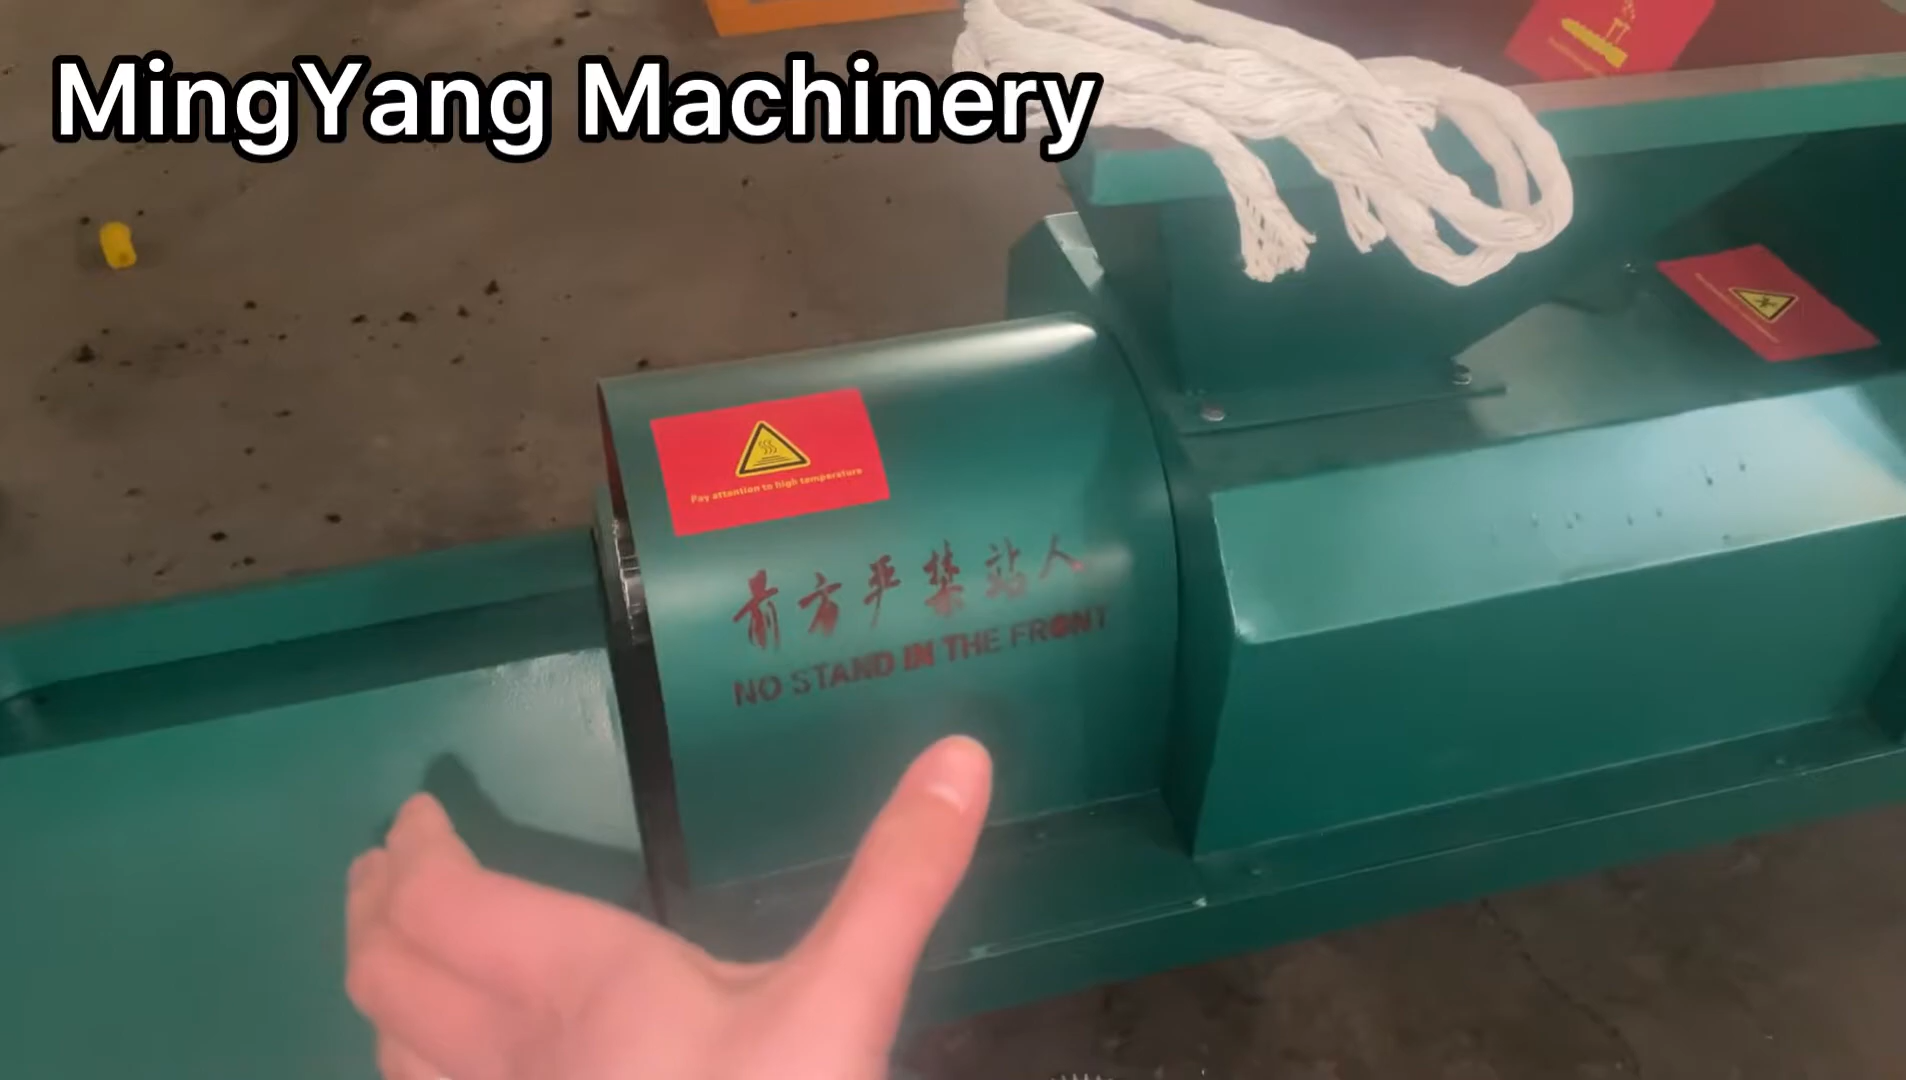 MingYang Machinery
Pay attention to high temperature
前方严禁站人
NO STAND IN THE FRONT